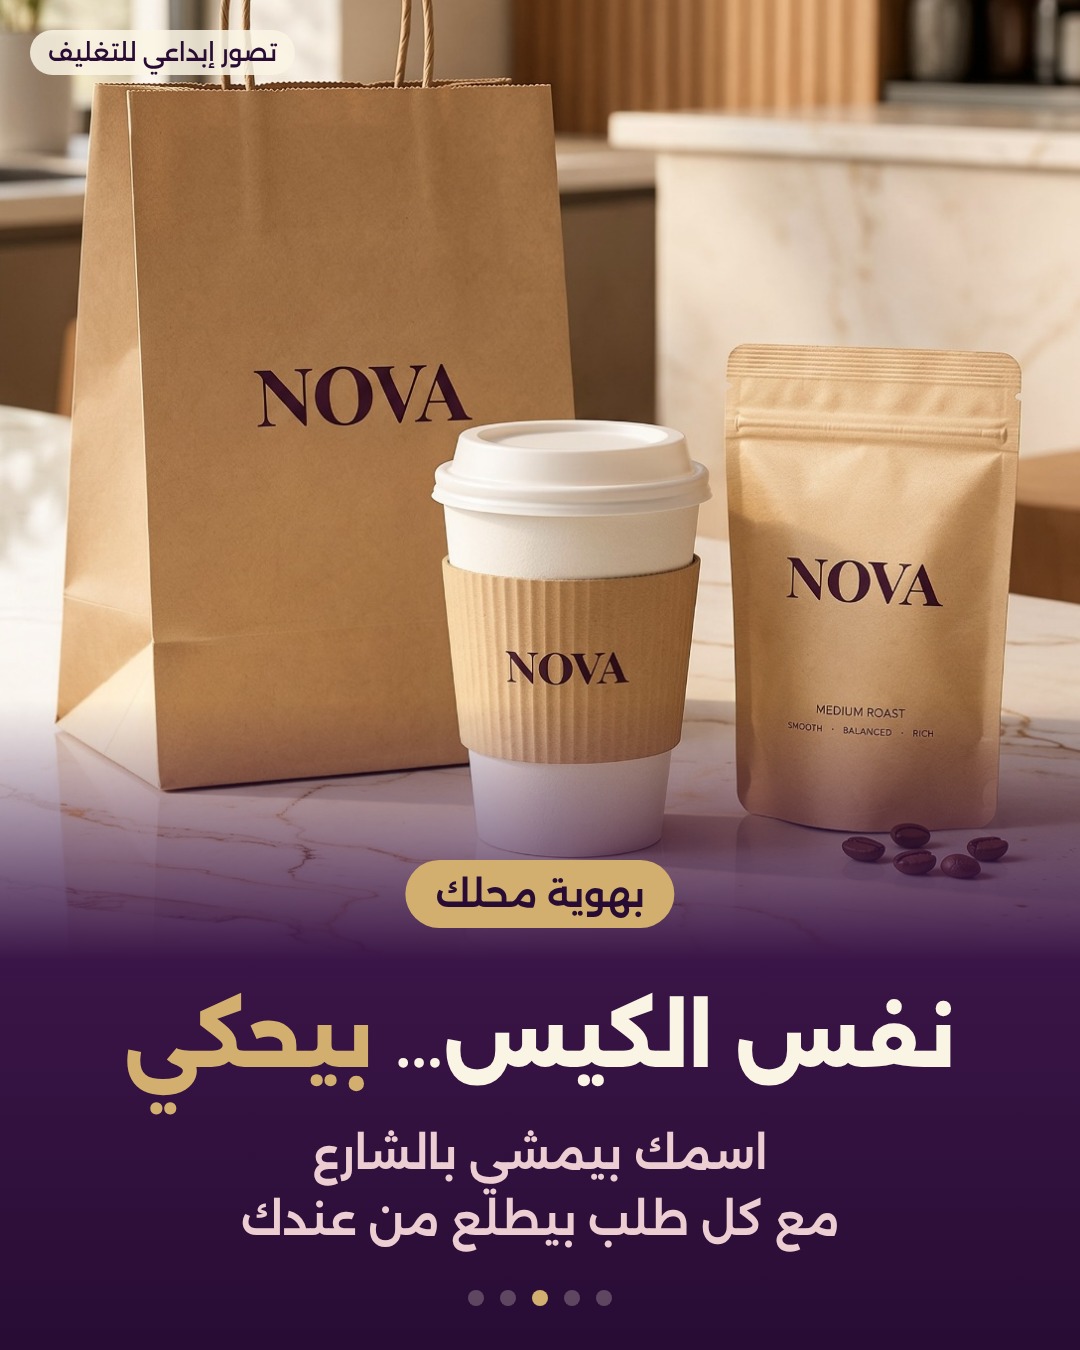 تصور إبداعي للتغليف
NOVA
NOVA
NOVA
MEDIUM ROAST
SMOOTH · BALANCED · RICH
بهوية محلك
نفس الكيس... بيحكي
اسمك بيمشي بالشارع
مع كل طلب بيطلع من عندك